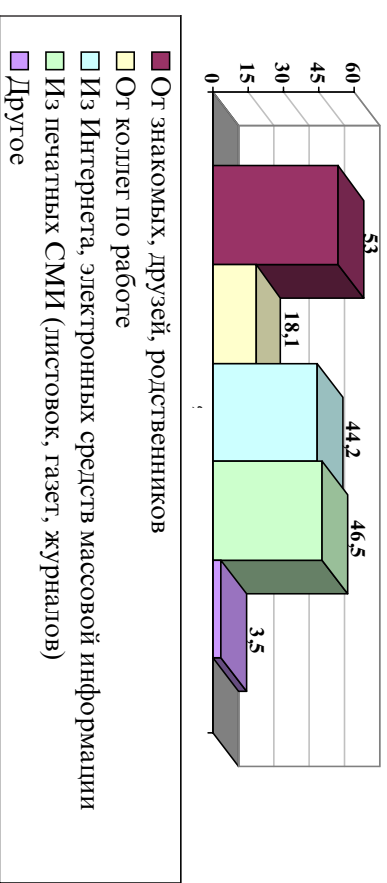 60
45
30
15
0
53
18,1
44,2
46,5
3,5
От знакомых, друзей, родственников
От коллег по работе
Из Интернета, электронных средств массовой информации
Из печатных СМИ (листовок, газет, журналов)
Другое